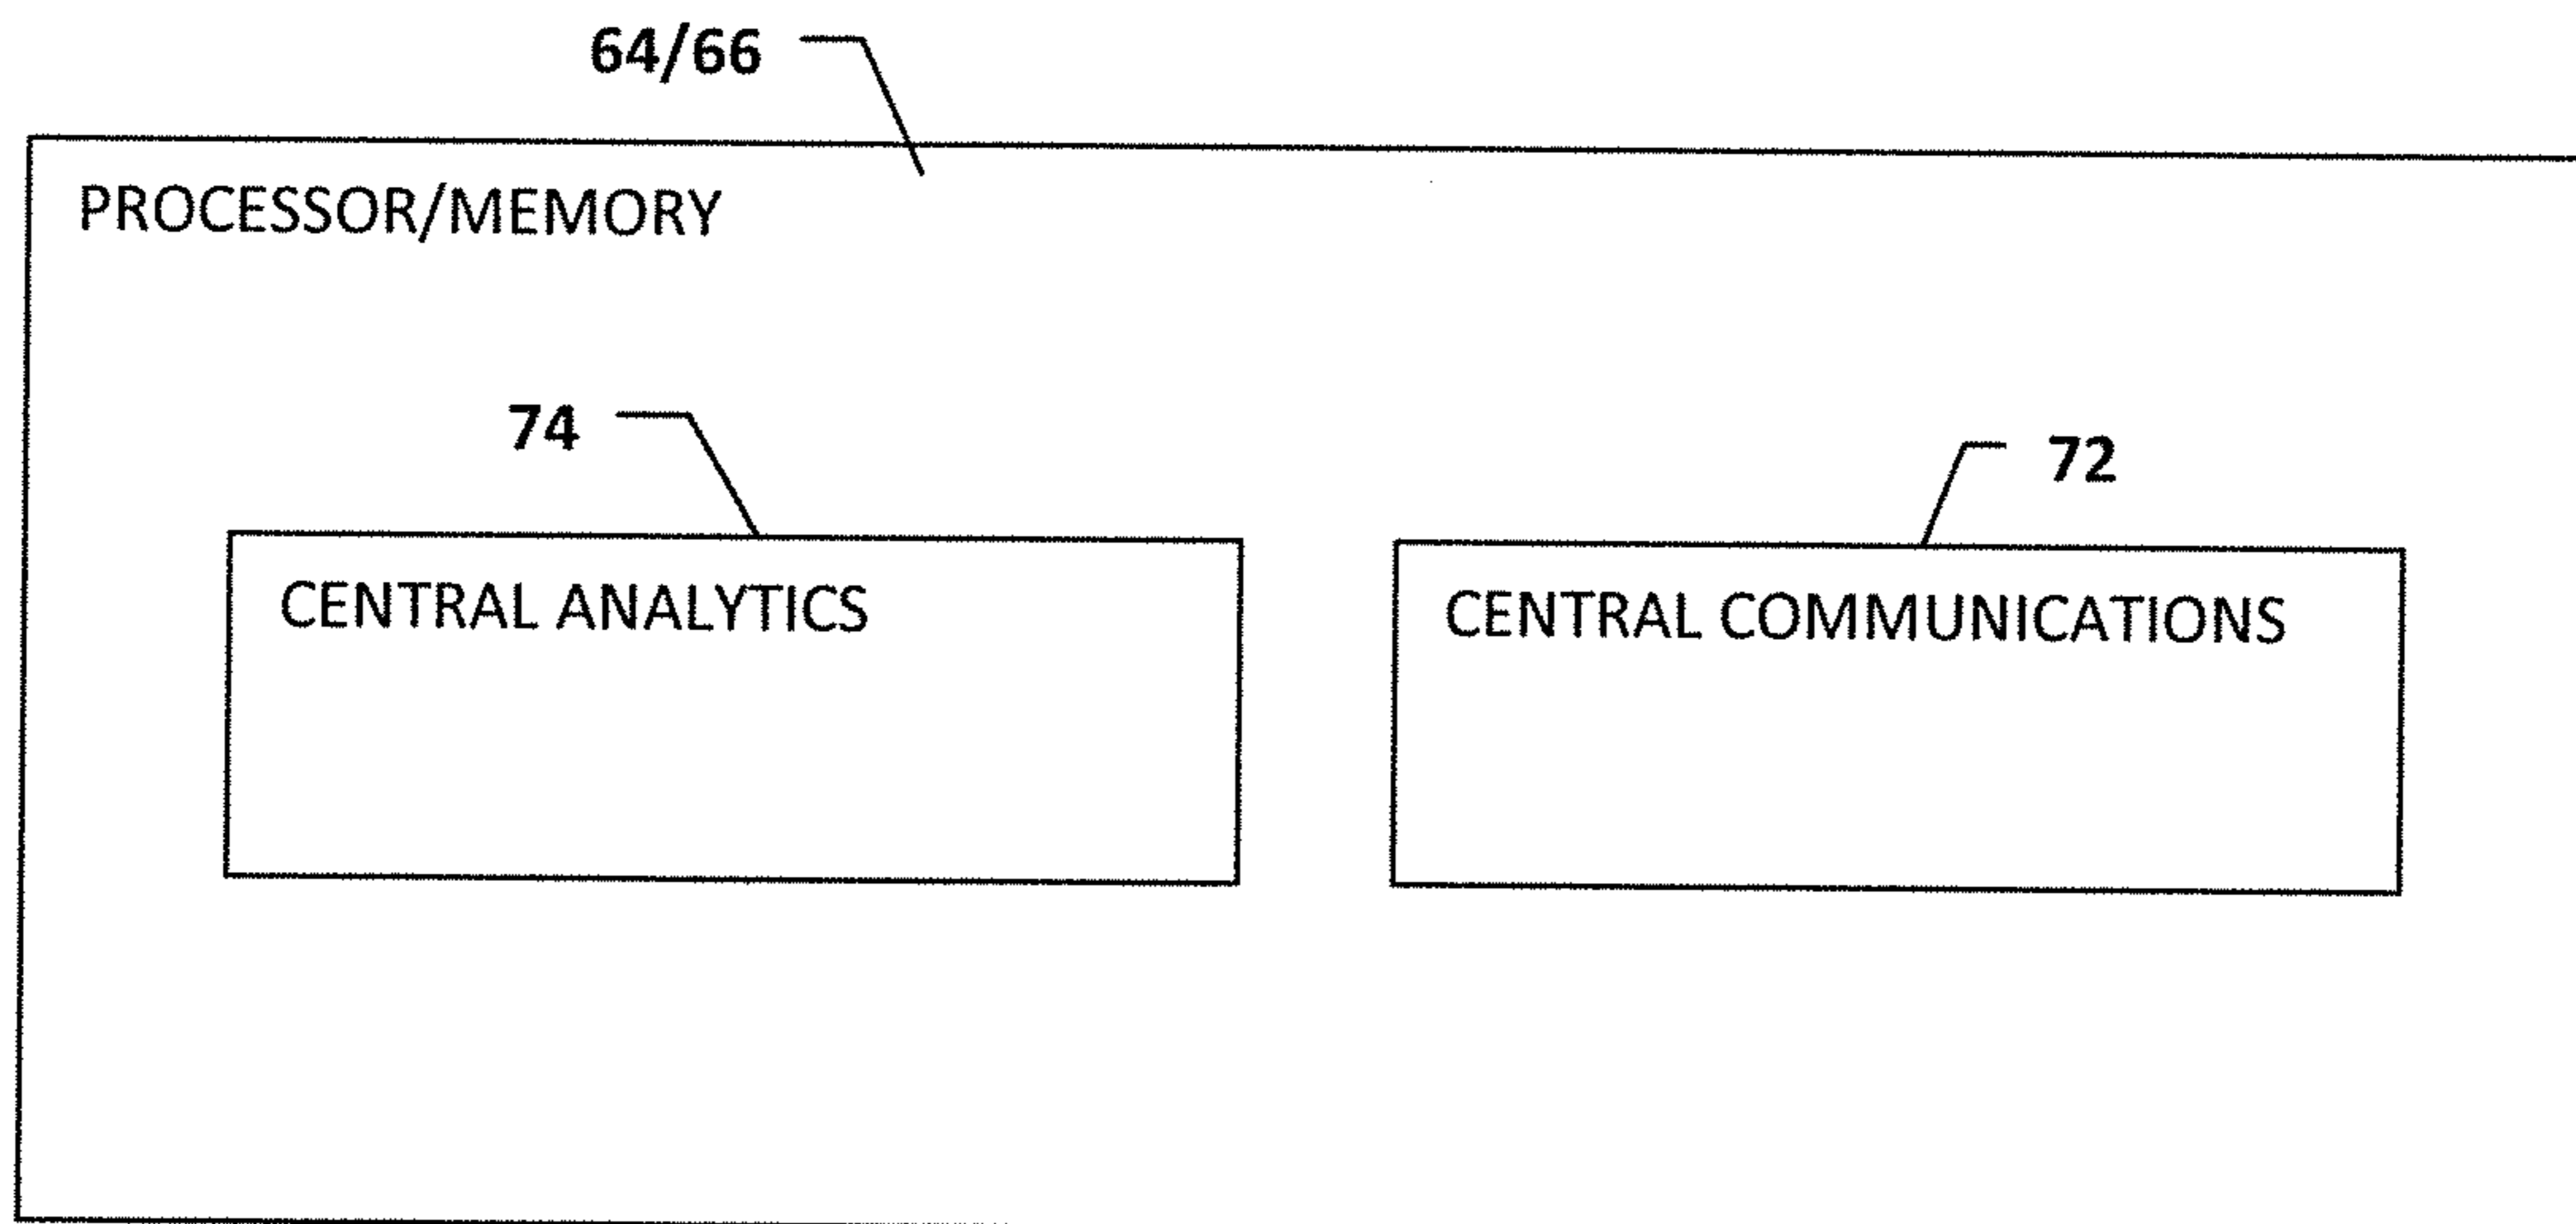 64/66
PROCESSOR/MEMORY
74
72
CENTRAL ANALYTICS
CENTRAL COMMUNICATIONS